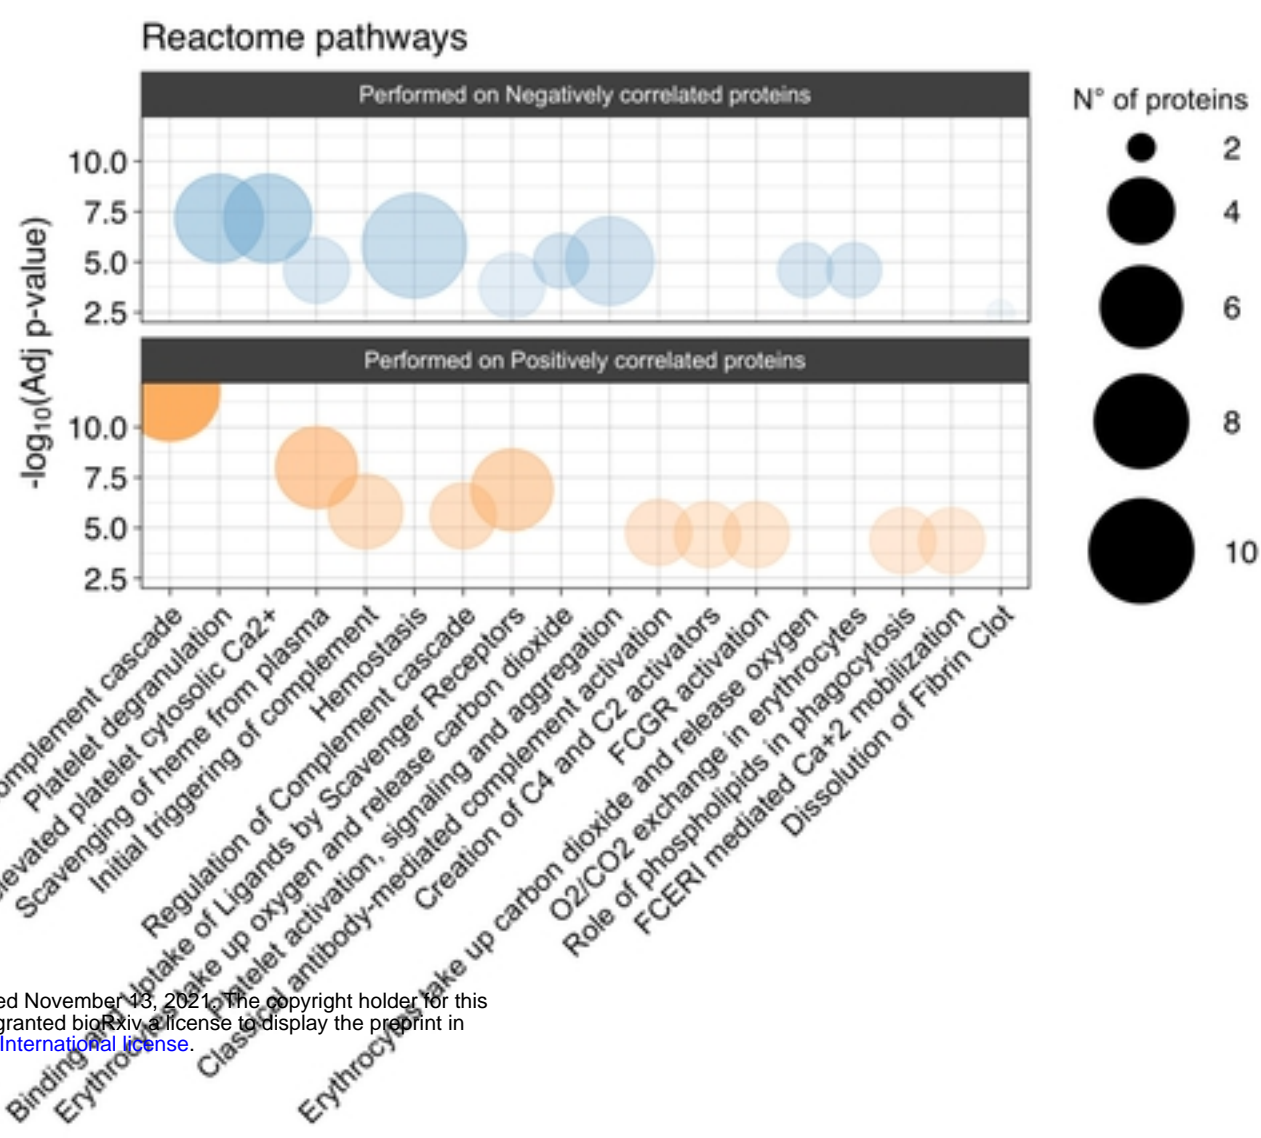 Reactome pathways
Performed on Negatively correlated proteins
10.0
7.5
5.0
2.5
Performed on Positively correlated proteins
10.0
7.5
5.0
2.5
-log10(Adj p-value)
N° of proteins
2
4
6
8
10
cascade
Platelet degranulation
platelet cytosolic Ca2+
Scavenging of heme from plasma
Initial triggering of complement
Hemostasis
Regulation of Complement cascade
Binding and Uptake of Ligands by Scavenger Receptors
Erythrocytes take up oxygen and release carbon dioxide
Platelet activation, signaling and aggregation
Classical antibody-mediated complement activation
Creation of C4 and C2 activators
FCGR activation
Erythrocytes take up carbon dioxide and release oxygen
O2/CO2 exchange in erythrocytes
Role of phospholipids in phagocytosis
FCERI mediated Ca+2 mobilization
Dissolution of Fibrin Clot
ed November 13, 2021. The copyright holder for this
granted bioRxiv a license to display the preprint in
International license.